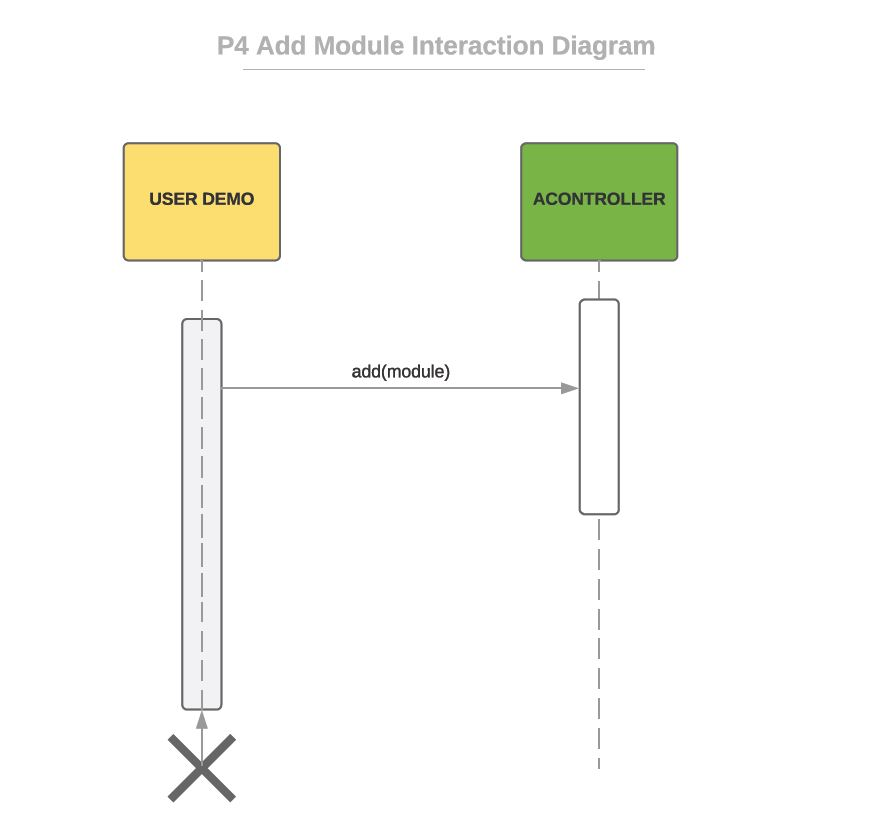 P4 Add Module Interaction Diagram
USER DEMO
ACONTROLLER
add(module)